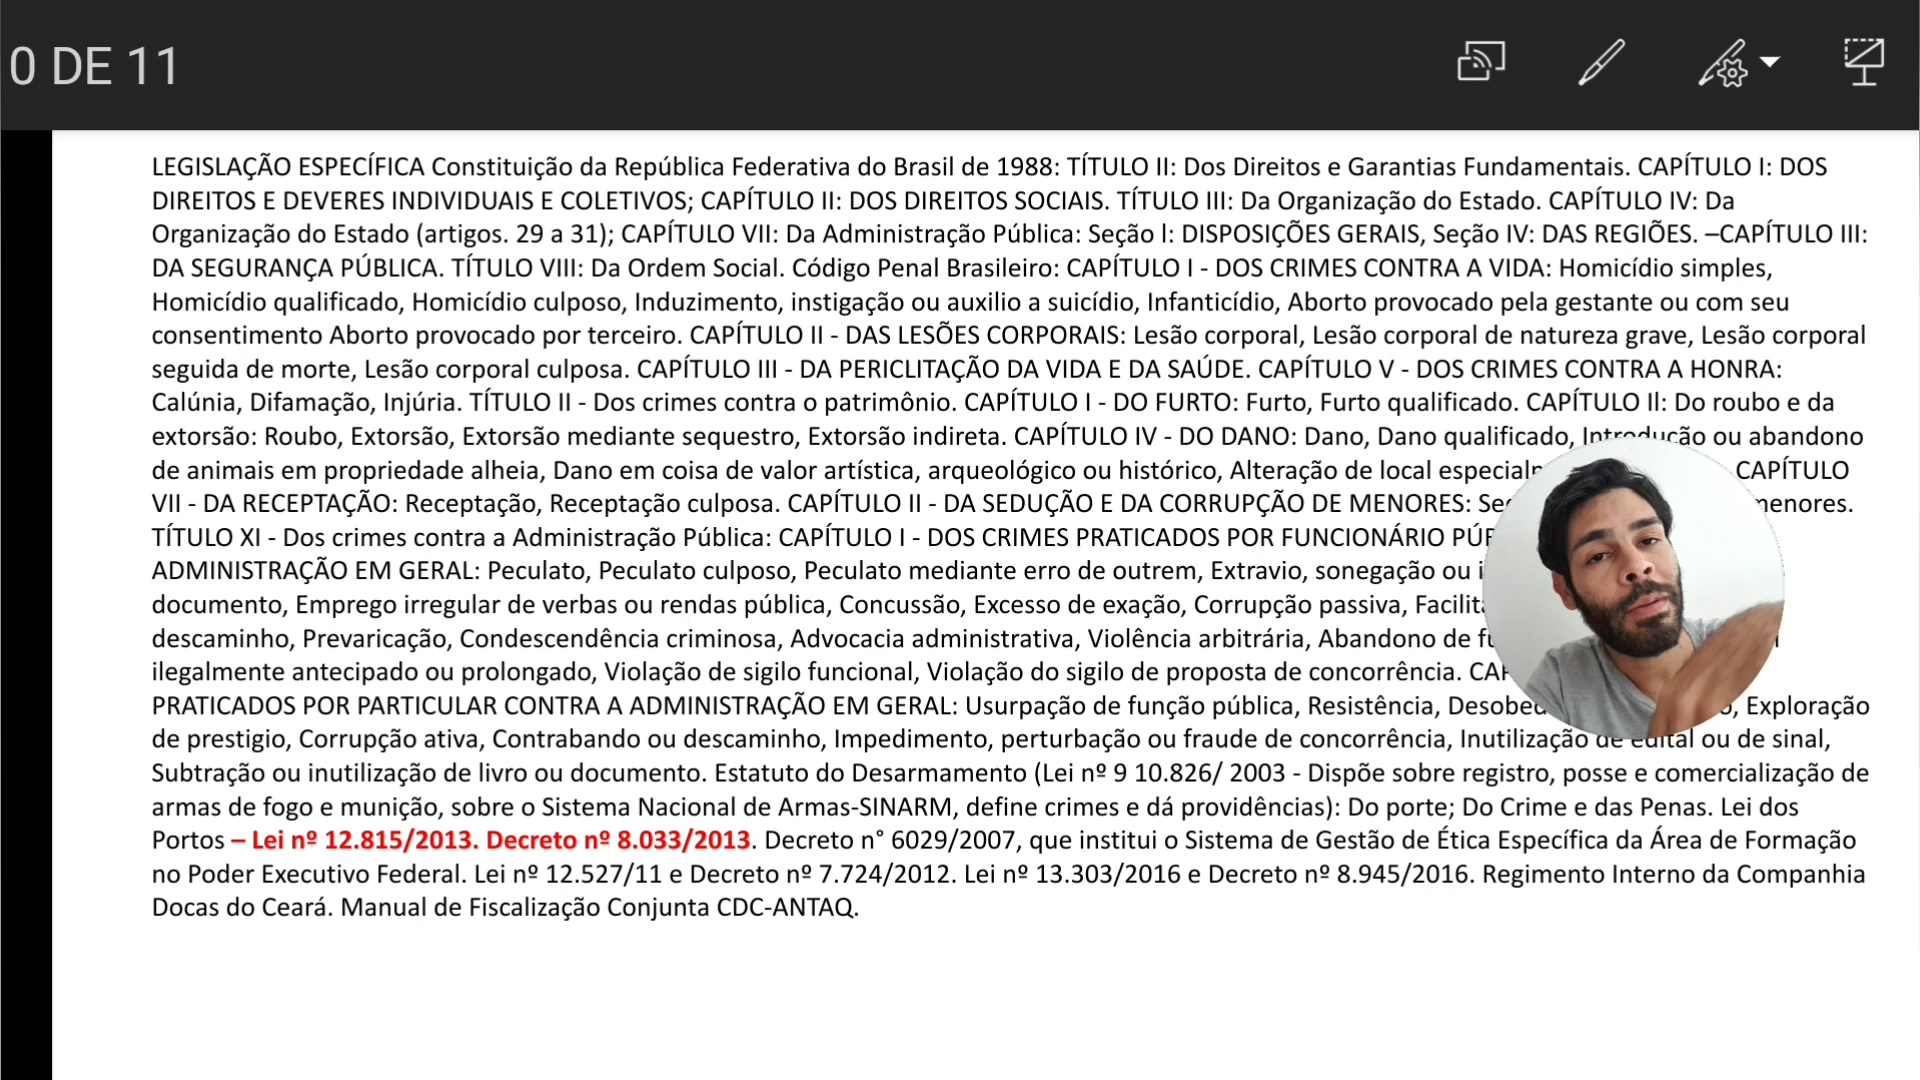 0 DE 11
LEGISLAÇÃO ESPECÍFICA Constituição da República Federativa do Brasil de 1988: TÍTULO II: Dos Direitos e Garantias Fundamentais. CAPÍTULO I: DOS
DIREITOS E DEVERES INDIVIDUAIS E COLETIVOS; CAPÍTULO II: DOS DIREITOS SOCIAIS. TÍTULO III: Da Organização do Estado. CAPÍTULO IV: Da
Organização do Estado (artigos. 29 a 31); CAPÍTULO VII: Da Administração Pública: Seção l: DISPOSIÇÕES GERAIS, Seção IV: DAS REGIÕES. –CAPÍTULO III:
DA SEGURANÇA PÚBLICA. TÍTULO VIII: Da Ordem Social. Código Penal Brasileiro: CAPÍTULO I - DOS CRIMES CONTRA A VIDA: Homicídio simples,
Homicídio qualificado, Homicídio culposo, Induzimento, instigação ou auxilio a suicídio, Infanticídio, Aborto provocado pela gestante ou com seu
consentimento Aborto provocado por terceiro. CAPÍTULO II - DAS LESÕES CORPORAIS: Lesão corporal, Lesão corporal de natureza grave, Lesão corporal
seguida de morte, Lesão corporal culposa. CAPÍTULO III - DA PERICLITAÇÃO DA VIDA E DA SAÚDE. CAPÍTULO V - DOS CRIMES CONTRA A HONRA:
Calúnia, Difamação, Injúria. TÍTULO II - Dos crimes contra o patrimônio. CAPÍTULO I - DO FURTO: Furto, Furto qualificado. CAPÍTULO Il: Do roubo e da
extorsão: Roubo, Extorsão, Extorsão mediante sequestro, Extorsão indireta. CAPÍTULO IV - DO DANO: Dano, Dano qualificado, Introdução ou abandono
de animais em propriedade alheia, Dano em coisa de valor artística, arqueológico ou histórico, Alteração de local CAPÍTULO
VII - DA RECEPTAÇÃO: Receptação, Receptação culposa. CAPÍTULO II - DA SEDUÇÃO E DA CORRUPÇÃO DE MENORES: menores.
TÍTULO XI - Dos crimes contra a Administração Pública: CAPÍTULO I - DOS CRIMES PRATICADOS POR FUNCIONÁRIO
ADMINISTRAÇÃO EM GERAL: Peculato, Peculato culposo, Peculato mediante erro de outrem, Extravio, sonegação ou
documento, Emprego irregular de verbas ou rendas pública, Concussão, Excesso de exação, Corrupção passiva,
descaminho, Prevaricação, Condescendência criminosa, Advocacia administrativa, Violência arbitrária, Abandono de
ilegalmente antecipado ou prolongado, Violação de sigilo funcional, Violação do sigilo de proposta de concorrência.
PRATICADOS POR PARTICULAR CONTRA A ADMINISTRAÇÃO EM GERAL: Usurpação de função pública, Resistência, Exploração
de prestigio, Corrupção ativa, Contrabando ou descaminho, Impedimento, perturbação ou fraude de concorrência, Inutilização de edital ou de sinal,
Subtração ou inutilização de livro ou documento. Estatuto do Desarmamento (Lei nº 9 10.826/ 2003 - Dispõe sobre registro, posse e comercialização de
armas de fogo e munição, sobre o Sistema Nacional de Armas-SINARM, define crimes e dá providências): Do porte; Do Crime e das Penas. Lei dos
Portos – Lei nº 12.815/2013. Decreto nº 8.033/2013. Decreto n° 6029/2007, que institui o Sistema de Gestão de Ética Específica da Área de Formação
no Poder Executivo Federal. Lei nº 12.527/11 e Decreto nº 7.724/2012. Lei nº 13.303/2016 e Decreto nº 8.945/2016. Regimento Interno da Companhia
Docas do Ceará. Manual de Fiscalização Conjunta CDC-ANTAQ.